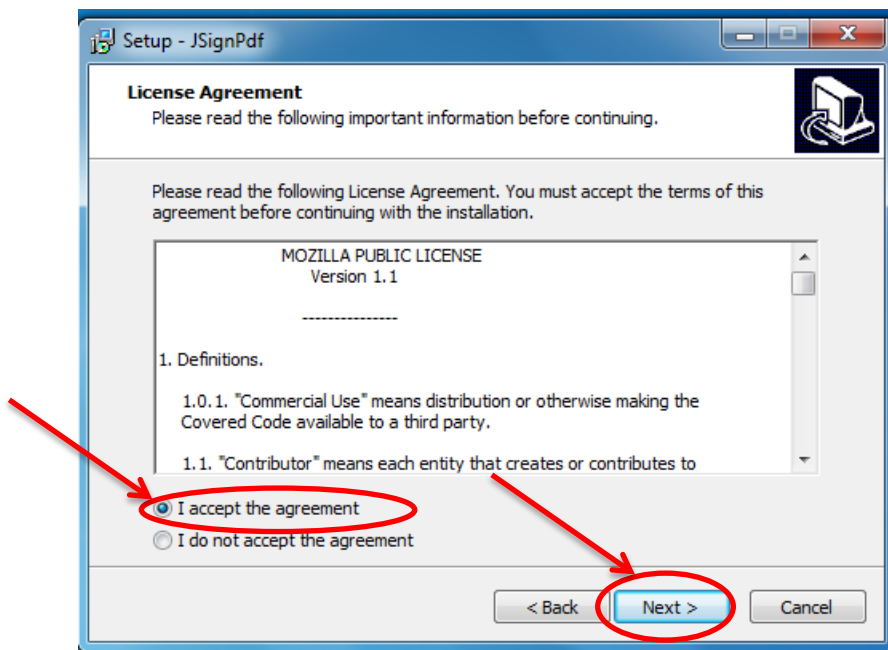 Setup - JSignPdf
License Agreement
Please read the following important information before continuing.
Please read the following License Agreement. You must accept the terms of this
agreement before continuing with the installation.
MOZILLA PUBLIC LICENSE
Version 1.1
---------------
1. Definitions.
1.0.1. "Commercial Use" means distribution or otherwise making the
Covered Code available to a third party.
1.1. "Contributor" means each entity that creates or contributes to
I accept the agreement
I do not accept the agreement
< Back
Next >
Cancel